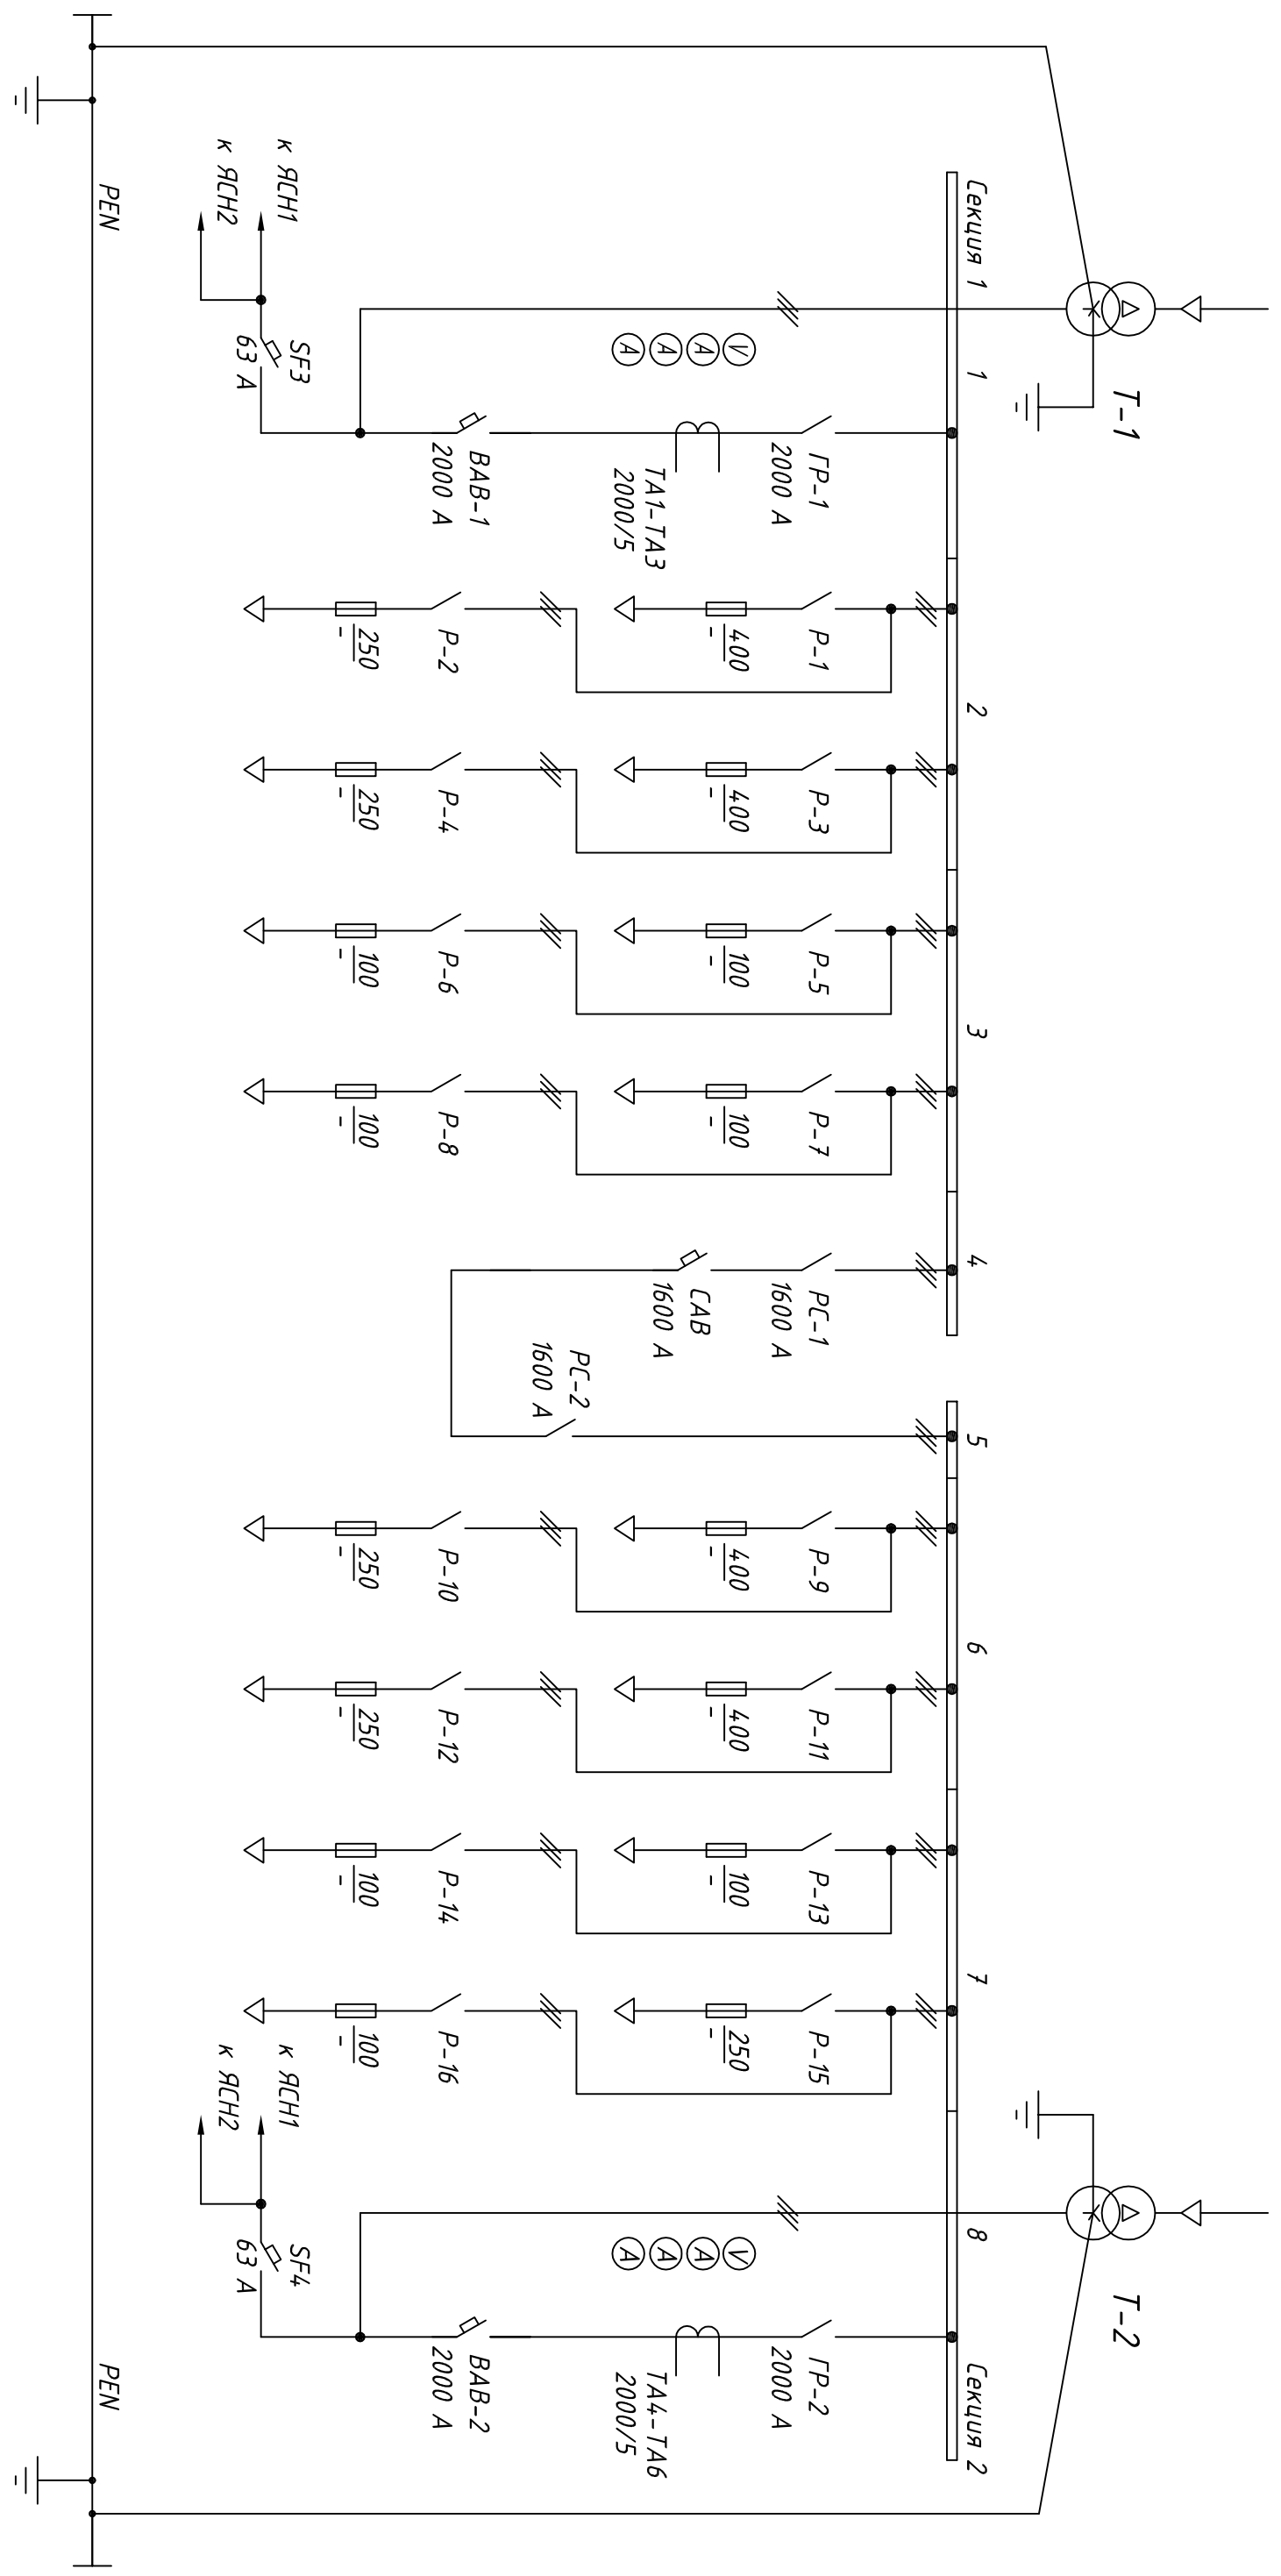 Т-1
Т-2
Секция 1
1
2
3
4
5
6
7
8
Секция 2
ГР-1
2000 А
ТА1-ТА3
2000/5
V
A
A
A
ВАВ-1
2000 А
SF3
63 А
к ЯСН1
к ЯСН2
Р-1
400
-
Р-2
250
-
Р-3
400
-
Р-4
250
-
Р-5
100
-
Р-6
100
-
Р-7
100
-
Р-8
100
-
РС-1
1600 А
САВ
1600 А
РС-2
1600 А
Р-9
400
-
Р-10
250
-
Р-11
400
-
Р-12
250
-
Р-13
100
-
Р-14
100
-
Р-15
250
-
Р-16
100
-
ГР-2
2000 А
ТА4-ТА6
2000/5
V
A
A
A
ВАВ-2
2000 А
SF4
63 А
к ЯСН1
к ЯСН2
PEN
PEN